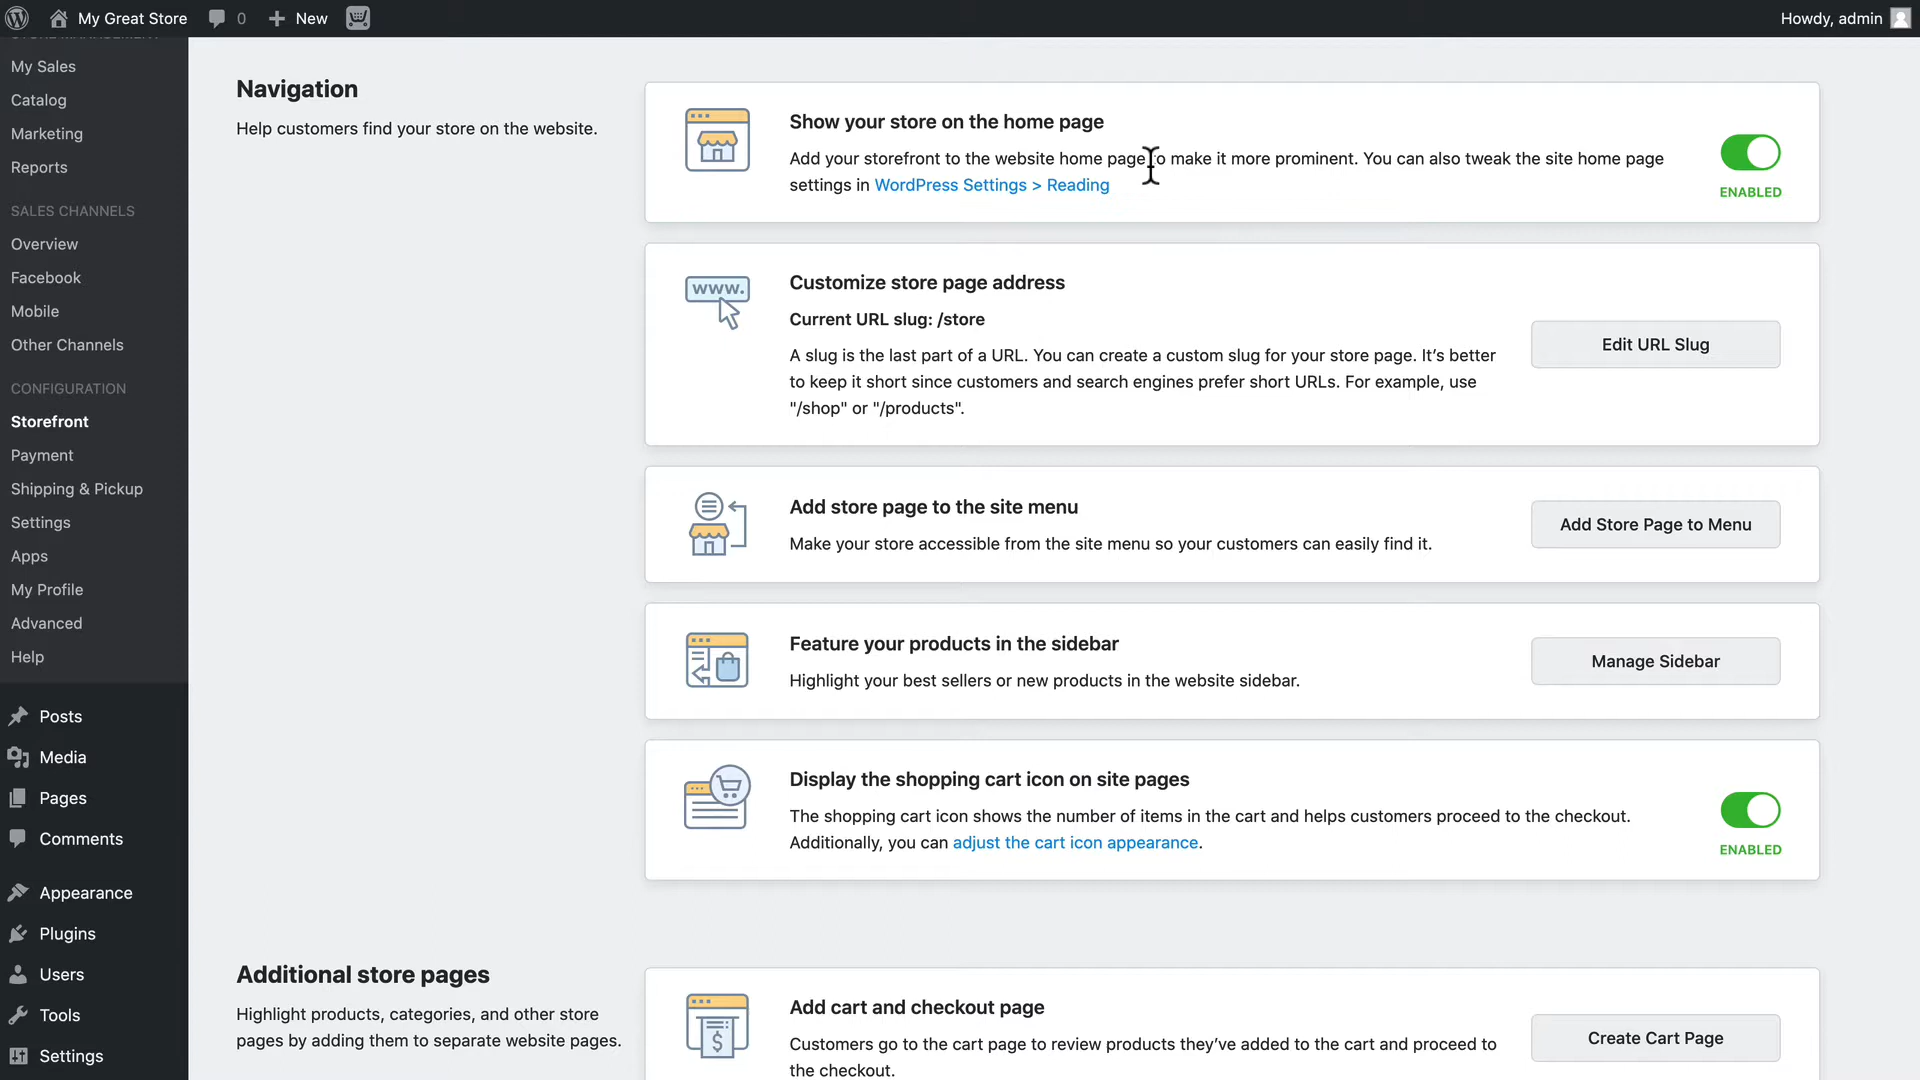 My Great Store
0
New
Howdy, admin
STORE MANAGEMENT
My Sales
Catalog
Marketing
Reports
SALES CHANNELS
Overview
Facebook
Mobile
Other Channels
CONFIGURATION
Storefront
Payment
Shipping & Pickup
Settings
Apps
My Profile
Advanced
Help
Posts
Media
Pages
Comments
Appearance
Plugins
Users
Tools
Settings
Navigation
Help customers find your store on the website.
Show your store on the home page
Add your storefront to the website home page to make it more prominent. You can also tweak the site home page
settings in WordPress Settings > Reading
ENABLED
www.
Customize store page address
Current URL slug: /store
A slug is the last part of a URL. You can create a custom slug for your store page. It's better
to keep it short since customers and search engines prefer short URLs. For example, use
"/shop" or "/products".
Edit URL Slug
Add store page to the site menu
Make your store accessible from the site menu so your customers can easily find it.
Add Store Page to Menu
Feature your products in the sidebar
Highlight your best sellers or new products in the website sidebar.
Manage Sidebar
Display the shopping cart icon on site pages
The shopping cart icon shows the number of items in the cart and helps customers proceed to the checkout.
Additionally, you can adjust the cart icon appearance.
ENABLED
Additional store pages
Highlight products, categories, and other store
pages by adding them to separate website pages.
$
Add cart and checkout page
Customers go to the cart page to review products they've added to the cart and proceed to
the checkout.
Create Cart Page